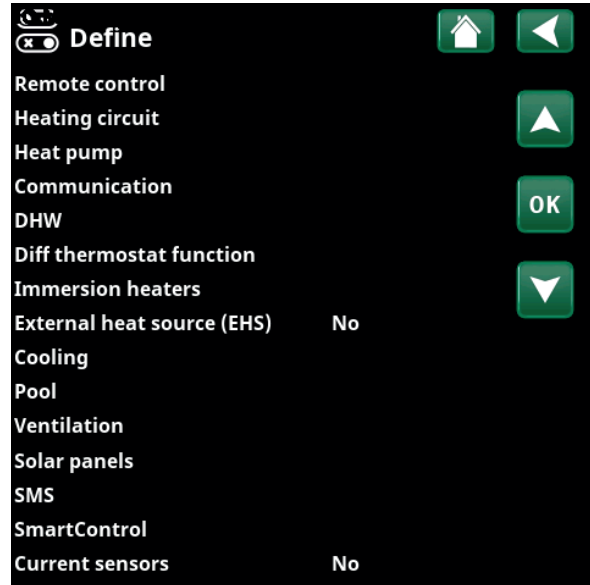 Define
Remote control
Heating circuit
Heat pump
Communication
DHW
OK
Diff thermostat function
Immersion heaters
External heat source (EHS) No
Cooling
Pool
Ventilation
Solar panels
SMS
SmartControl
Current sensors No